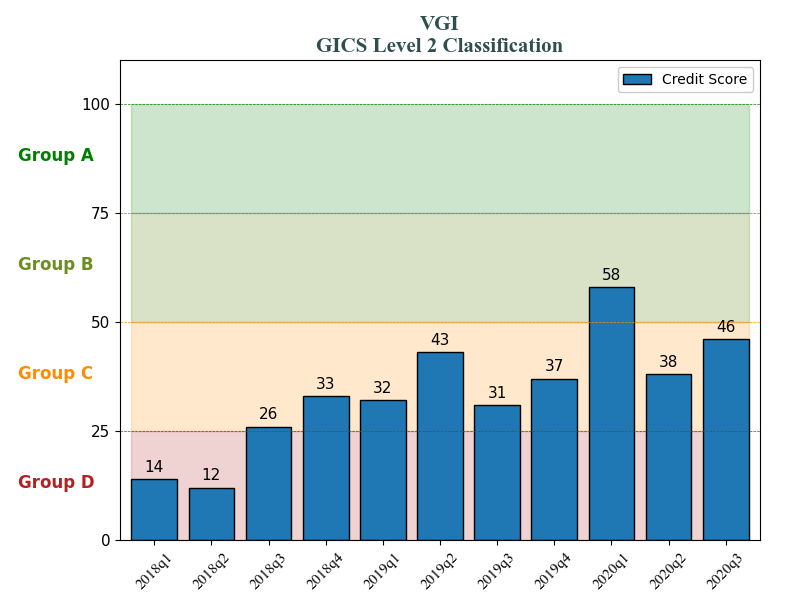 VGI
GICS Level 2 Classification
Credit Score
100
Group A
75
Group B
58
50
46
43
38
37
Group C
33
32
31
26
25
14
12
Group D
0
2018q1 2018q2 2018q3 2018q4 2019q1 2019q2 2019q3 2019q4 2020q1 2020q2 2020q3